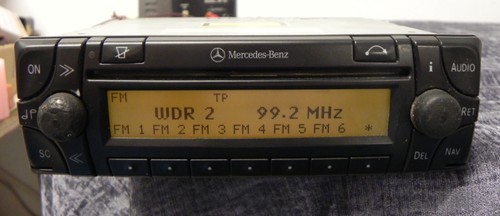 Mercedes-Benz
ON
i
AUDIO
FM TP
WDR 2 99.2 MHz
FM 1 FM 2 FM 3 FM 4 FM 5 FM 6 *
RET
SC
DEL
NAV